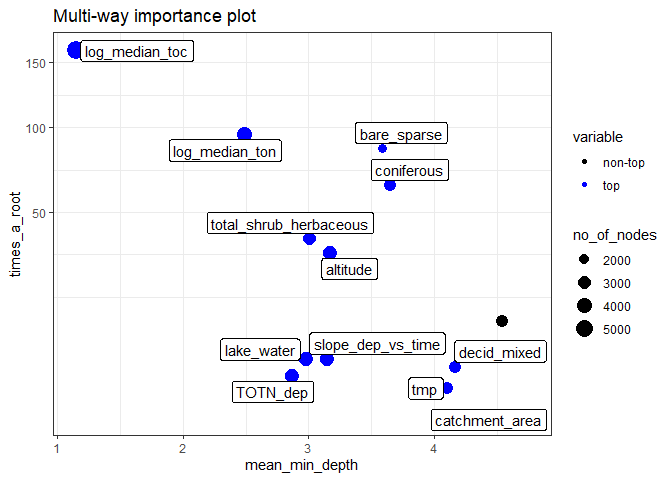 Multi-way importance plot
log_median_toc
150
100
bare_sparse
log_median_ton
coniferous
50
total_shrub_herbaceous
altitude
slope_dep_vs_time
lake_water
decid_mixed
TOTN_dep
tmp
catchment_area
times_a_root
1
2
3
4
mean_min_depth
variable
non-top
top
no_of_nodes
2000
3000
4000
5000